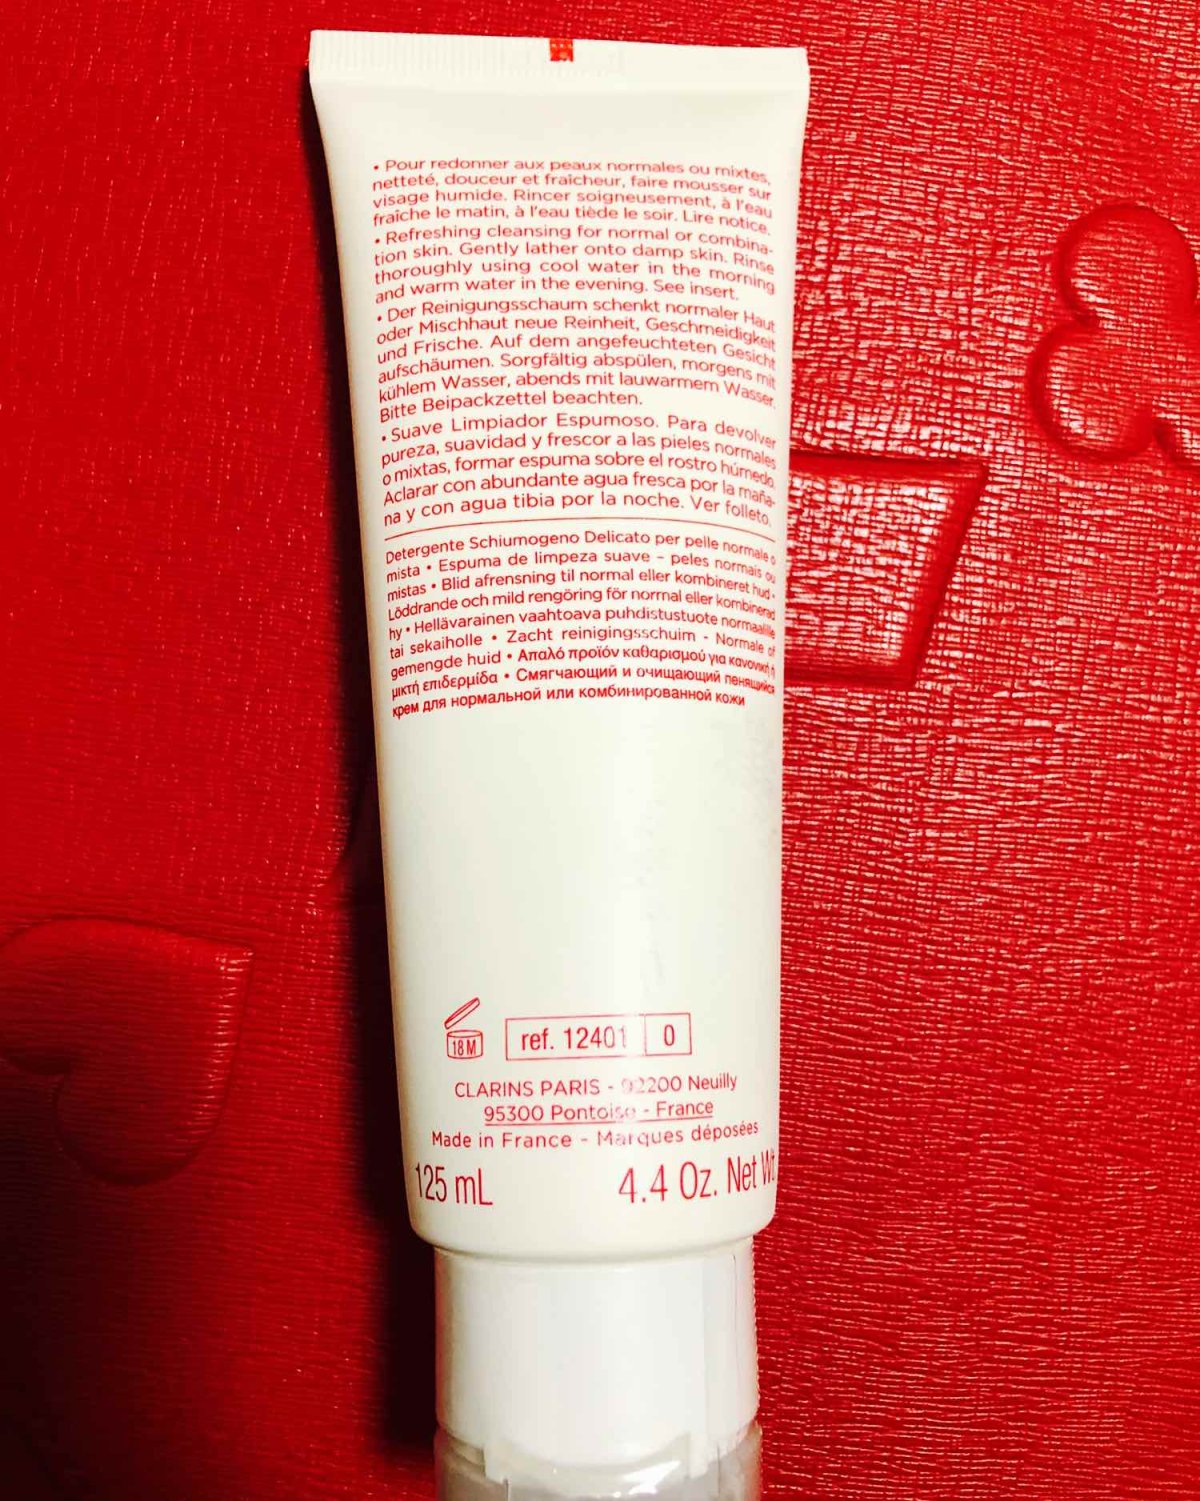 • Pour redonner aux peaux normales ou mixtes,
netteté, douceur et fraîcheur, faire mousser sur
visage humide. Rincer soigneusement, à l'eau
fraîche le matin, à l'eau tiède le soir. Lire notice.
• Refreshing cleansing for normal or combina-
tion skin. Gently lather onto damp skin. Rinse
thoroughly using cool water in the morning
and warm water in the evening. See insert.
• Der Reinigungsschaum schenkt normaler Haut
oder Mischhaut neue Reinheit, Geschmeidigkeit
und Frische. Auf dem angefeuchteten Gesicht
aufschäumen. Sorgfältig abspülen, morgens mit
kühlem Wasser, abends mit lauwarmem Wasser.
Bitte Beipackzettel beachten.
• Suave Limpiador Espumoso. Para devolver
pureza, suavidad y frescor a las pieles normales
o mixtas, formar espuma sobre el rostro húmedo.
Aclarar con abundante agua fresca por la maña-
na y con agua tibia por la noche. Ver folleto.
Detergente Schiumogeno Delicato per pelle normale o
mista • Espuma de limpeza suave - peles normais ou
mistas • Blid afrensning til normal eller kombineret hud •
Löddrande och mild rengöring för normal eller kombinerad
hy • Hellävarainen vaahtoava puhdistustuote normaalille
tai sekaiholle • Zacht reinigingsschuim - Normale of
gemengde huid • Απαλό προϊόν καθαρισμού για κανονική ή
μικτή επιδερμίδα • Смягчающий и очищающий пенящийся
крем для нормальной или комбинированной кожи
18 M ref. 12401 0
CLARINS PARIS - 92200 Neuilly
95300 Pontoise - France
Made in France - Marques déposées
125 mL 4.4 Oz. Net Wt.